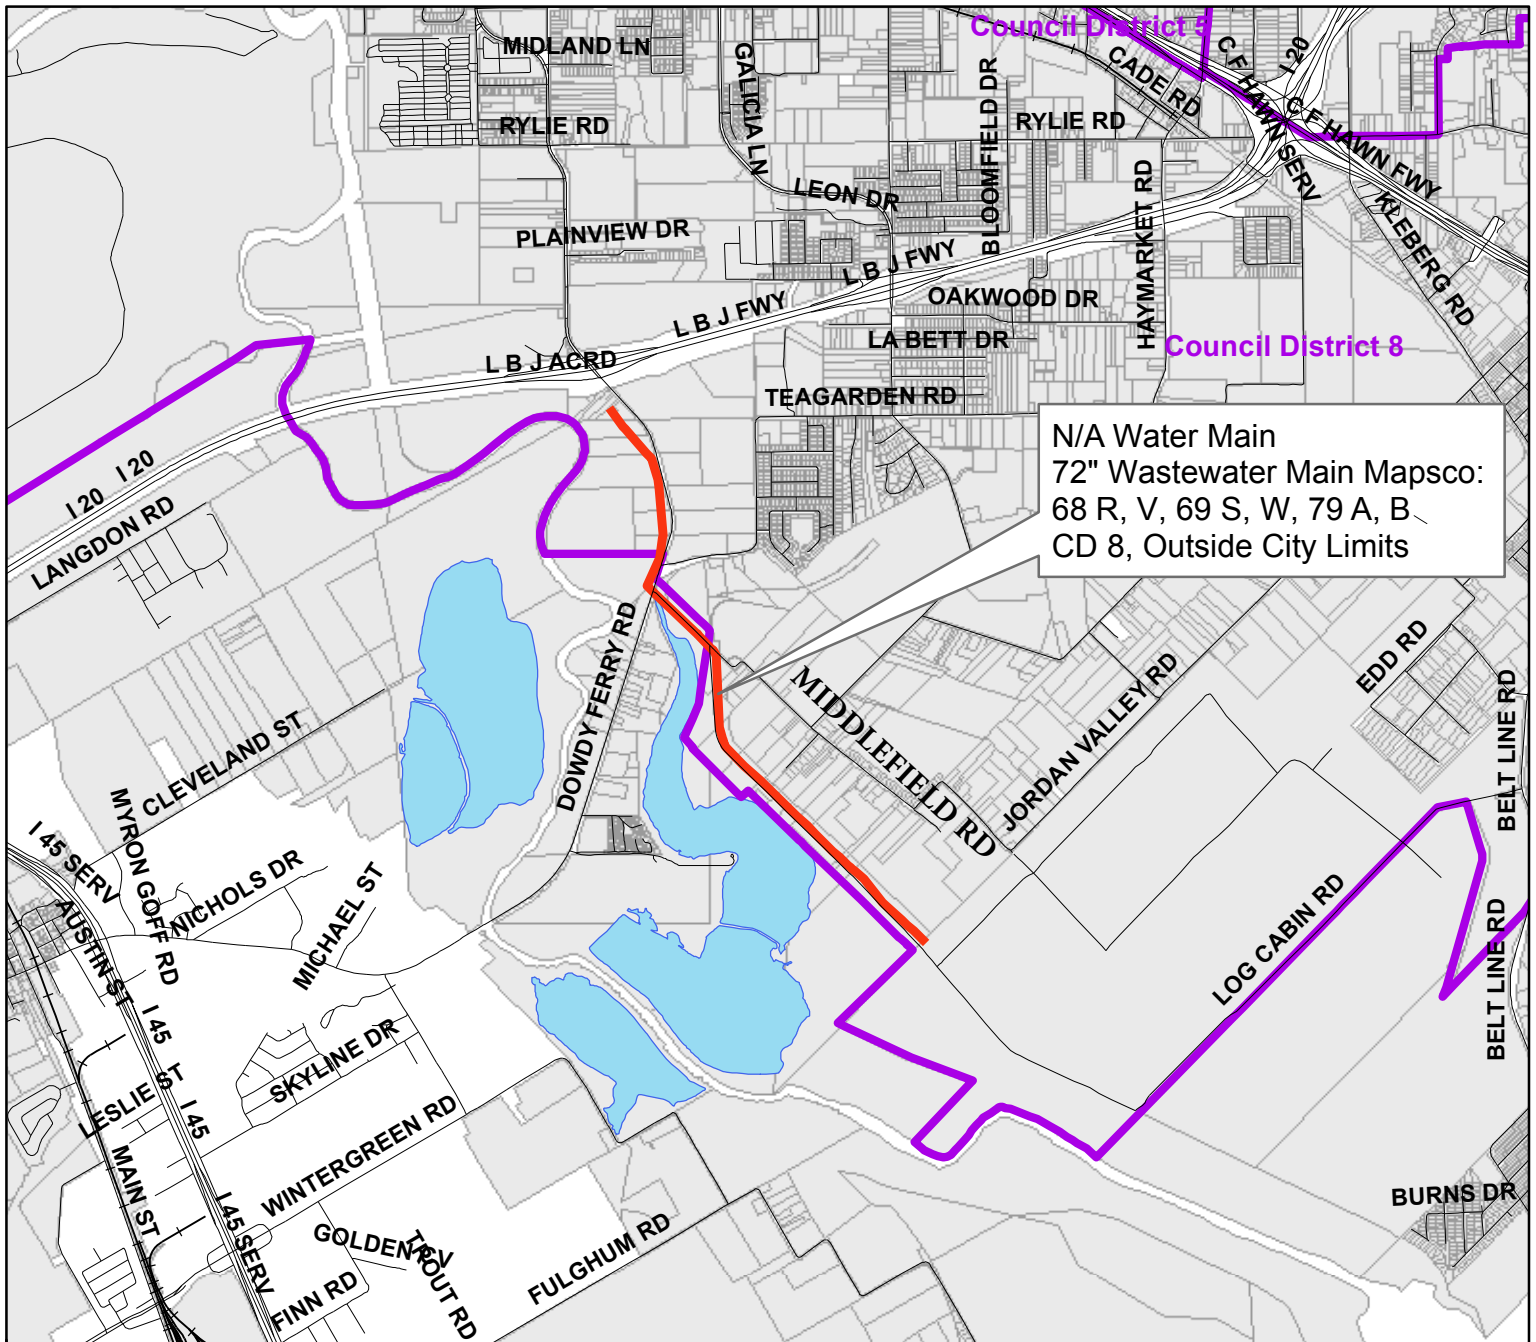 Council District 5
MIDLAND LN
GALICIA LN
BLOOMFIELD DR
CADE RD
C F HAWN SERV
I 20
C F HAWN FWY
RYLIE RD
RYLIE RD
LEON DR
HAYMARKET RD
KLEBERG RD
PLAINVIEW DR
L B J FWY
L B J FWY
OAKWOOD DR
LA BETT DR
Council District 8
L B J ACRD
TEAGARDEN RD
N/A Water Main
72" Wastewater Main Mapsco:
68 R, V, 69 S, W, 79 A, B
CD 8, Outside City Limits
I 20
I 20
LANGDON RD
DOWDY FERRY RD
MIDDLEFIELD RD
JORDAN VALLEY RD
EDD RD
BELT LINE RD
CLEVELAND ST
MYRON GOFF RD
I 45 SERV
NICHOLS DR
MICHAEL ST
AUSTIN ST
LOG CABIN RD
BELT LINE RD
I 45
SKYLINE DR
LESLIE ST
I 45
WINTERGREEN RD
MAIN ST
I 45 SERV
GOLDEN
TROUT RD
FINN RD
FULGHUM RD
BURNS DR